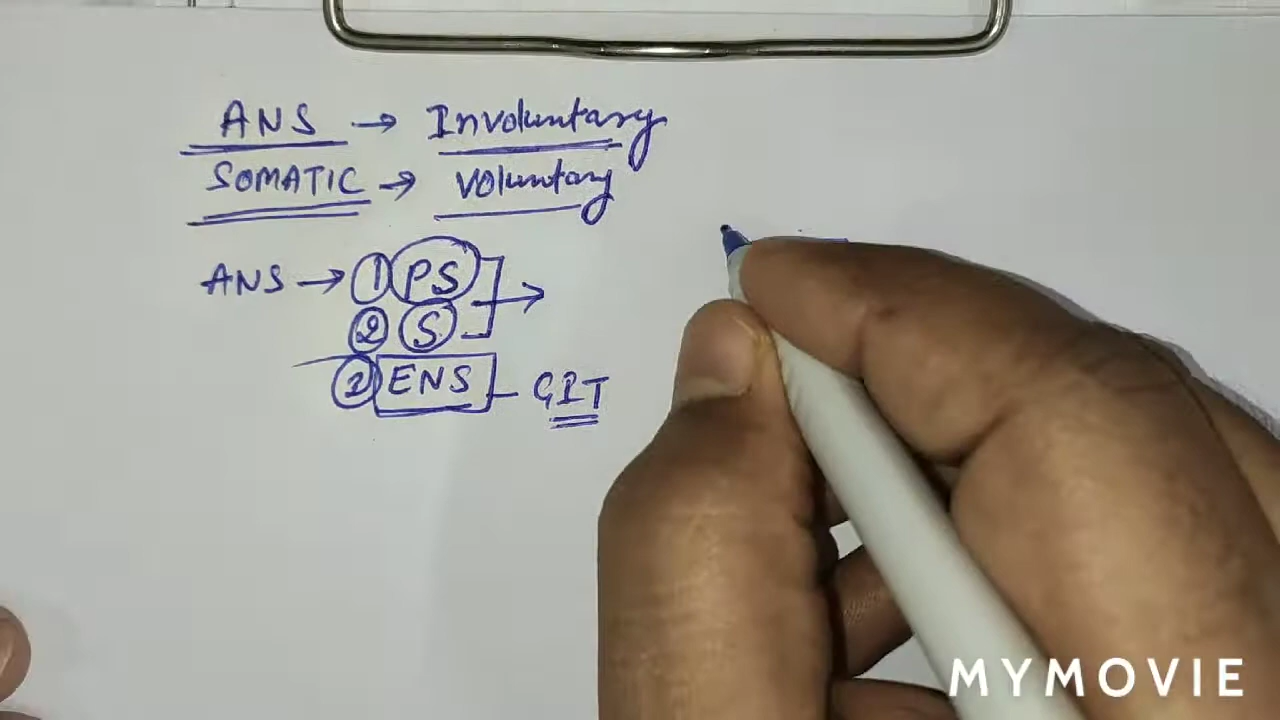 ANS → Involuntary
SOMATIC → voluntary
ANS → ① PS
② S
③ ENS - GIT
MYMOVIE